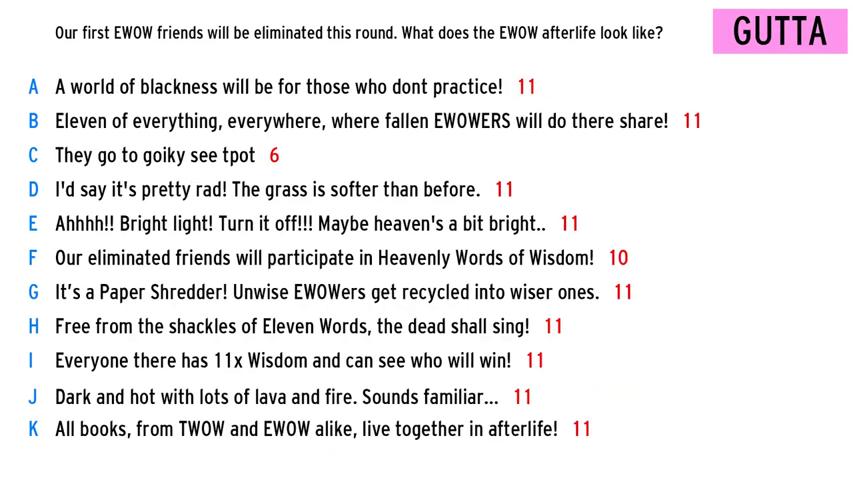 Our first EWOW friends will be eliminated this round. What does the EWOW afterlife look like?
GUTTA
A A world of blackness will be for those who dont practice! 11
B Eleven of everything, everywhere, where fallen EWOWERS will do there share! 11
C They go to goiky see tpot 6
D I'd say it's pretty rad! The grass is softer than before. 11
E Ahhhh!! Bright light! Turn it off!!! Maybe heaven's a bit bright.. 11
F Our eliminated friends will participate in Heavenly Words of Wisdom! 10
G It’s a Paper Shredder! Unwise EWOWers get recycled into wiser ones. 11
H Free from the shackles of Eleven Words, the dead shall sing! 11
I Everyone there has 11x Wisdom and can see who will win! 11
J Dark and hot with lots of lava and fire. Sounds familiar... 11
K All books, from TWOW and EWOW alike, live together in afterlife! 11